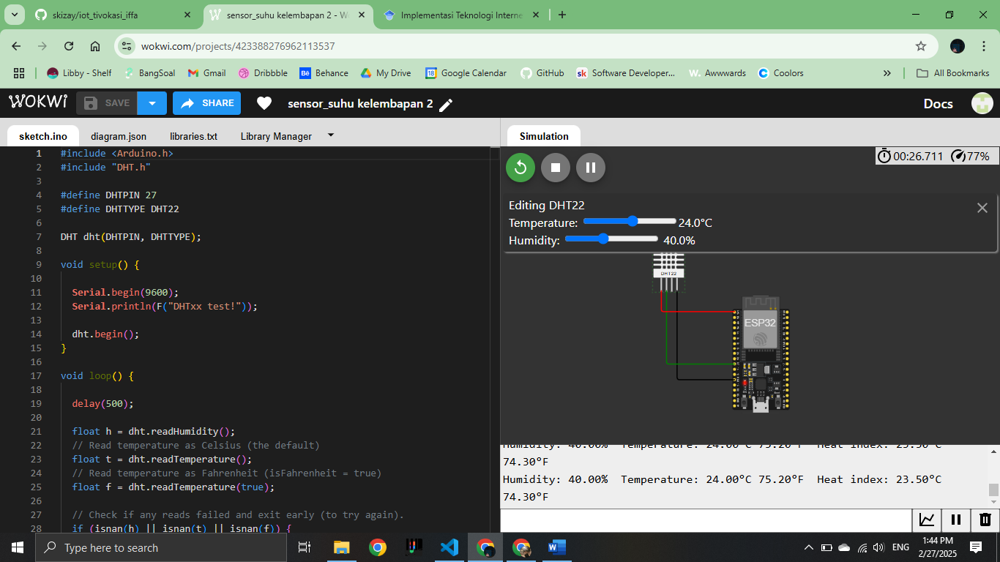 skizay/iot_tivokasi_iffa
sensor_suhu kelembapan 2 - W
Implementasi Teknologi Interne
wokwi.com/projects/423388276962113537
Libby - Shelf
BangSoal
Gmail
Dribbble
Behance
My Drive
Google Calendar
GitHub
Software Developer...
Awwwards
Coolors
All Bookmarks
WOKWI
SAVE
SHARE
sensor_suhu kelembapan 2
Docs
sketch.ino
diagram.json
libraries.txt
Library Manager
Simulation
1 #include <Arduino.h>
2 #include "DHT.h"
3
4 #define DHTPIN 27
5 #define DHTTYPE DHT22
6
7 DHT dht(DHTPIN, DHTTYPE);
8
9 void setup() {
10
11 Serial.begin(9600);
12 Serial.println(F("DHTxx test!"));
13
14 dht.begin();
15 }
16
17 void loop() {
18
19 delay(500);
20
21 float h = dht.readHumidity();
22 // Read temperature as Celsius (the default)
23 float t = dht.readTemperature();
24 // Read temperature as Fahrenheit (isFahrenheit = true)
25 float f = dht.readTemperature(true);
26
27 // Check if any reads failed and exit early (to try again).
28 if (isnan(h) || isnan(t) || isnan(f)) {
00:26.711
77%
Editing DHT22
Temperature: 24.0°C
Humidity: 40.0%
DHT22
ESP32
Humidity: 40.00% Temperature: 24.00°C 75.20°F Heat index: 23.50°C
74.30°F
Humidity: 40.00% Temperature: 24.00°C 75.20°F Heat index: 23.50°C
74.30°F
Type here to search
ENG
1:44 PM
2/27/2025